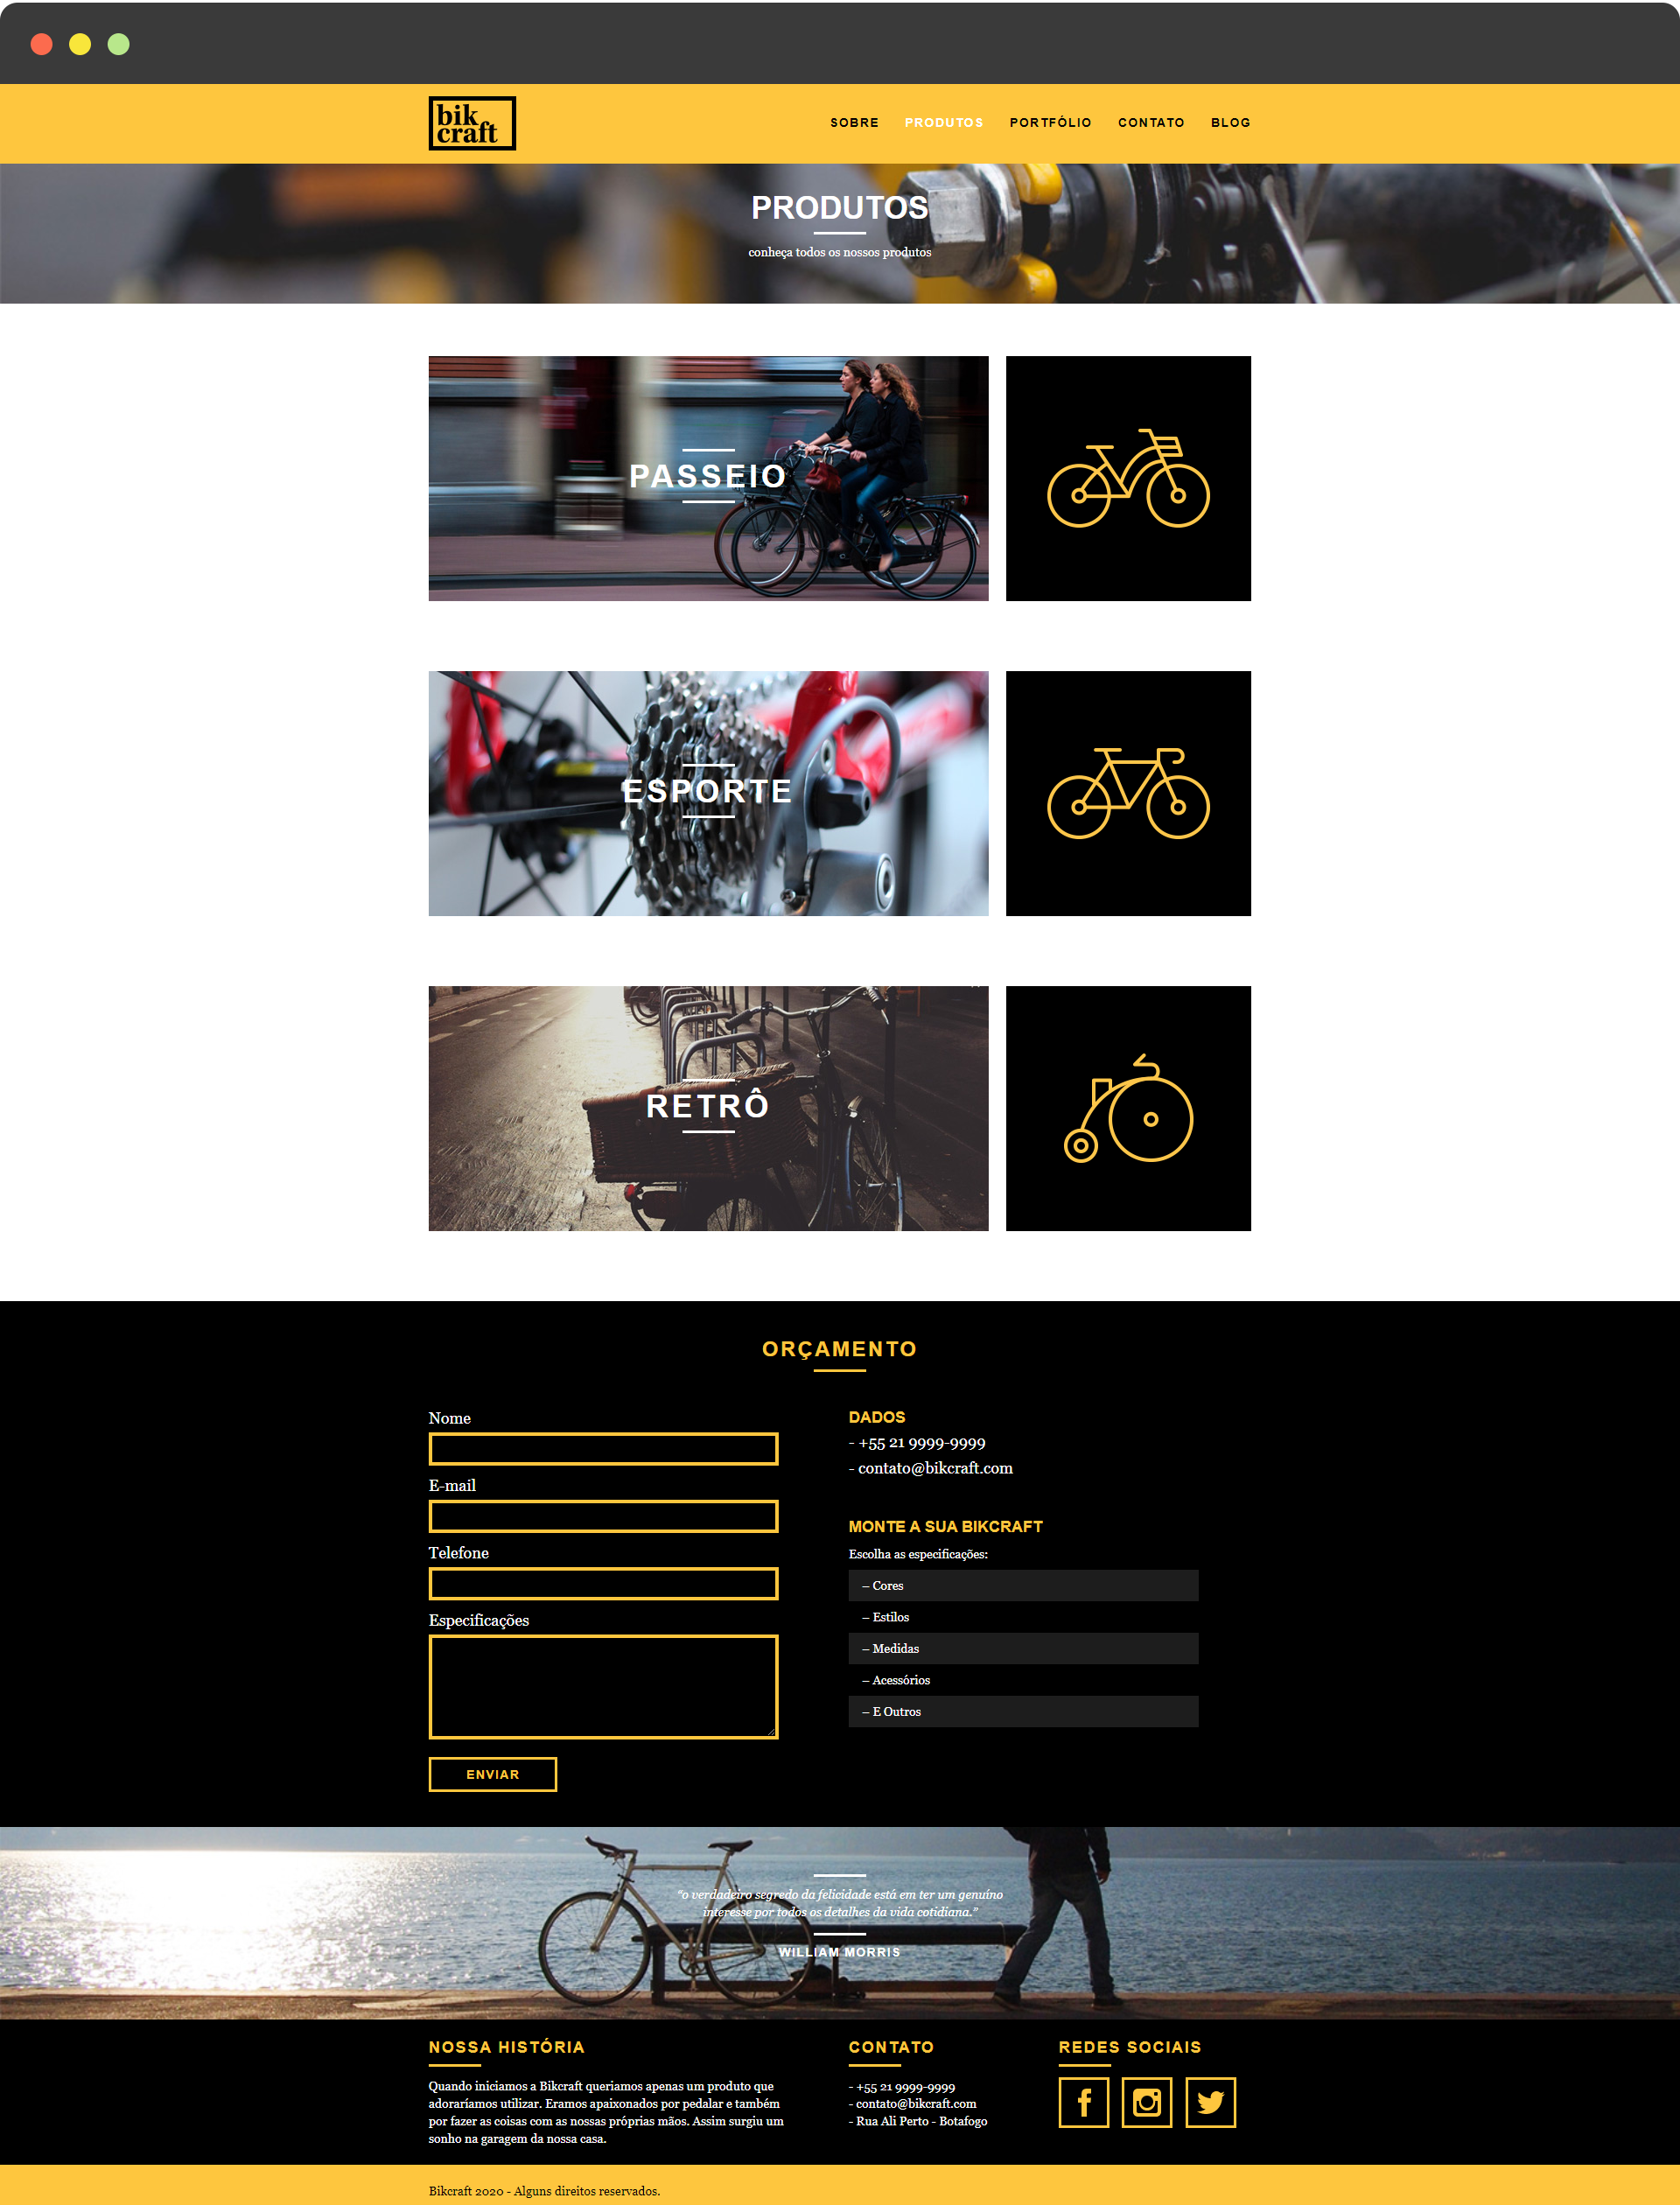 bik
craft
SOBRE PRODUTOS PORTFÓLIO CONTATO BLOG
PRODUTOS
conheça todos os nossos produtos
PASSEIO
ESPORTE
RETRÔ
ORÇAMENTO
Nome
E-mail
Telefone
Especificações
ENVIAR
DADOS
- +55 21 9999-9999
- contato@bikcraft.com
MONTE A SUA BIKCRAFT
Escolha as especificações:
– Cores
– Estilos
– Medidas
– Acessórios
– E Outros
"o verdadeiro segredo da felicidade está em ter um genuíno
interesse por todos os detalhes da vida cotidiana."
WILLIAM MORRIS
NOSSA HISTÓRIA
Quando iniciamos a Bikcraft queriamos apenas um produto que
adoraríamos utilizar. Eramos apaixonados por pedalar e também
por fazer as coisas com as nossas próprias mãos. Assim surgiu um
sonho na garagem da nossa casa.
CONTATO
- +55 21 9999-9999
- contato@bikcraft.com
- Rua Ali Perto - Botafogo
REDES SOCIAIS
Bikcraft 2020 - Alguns direitos reservados.